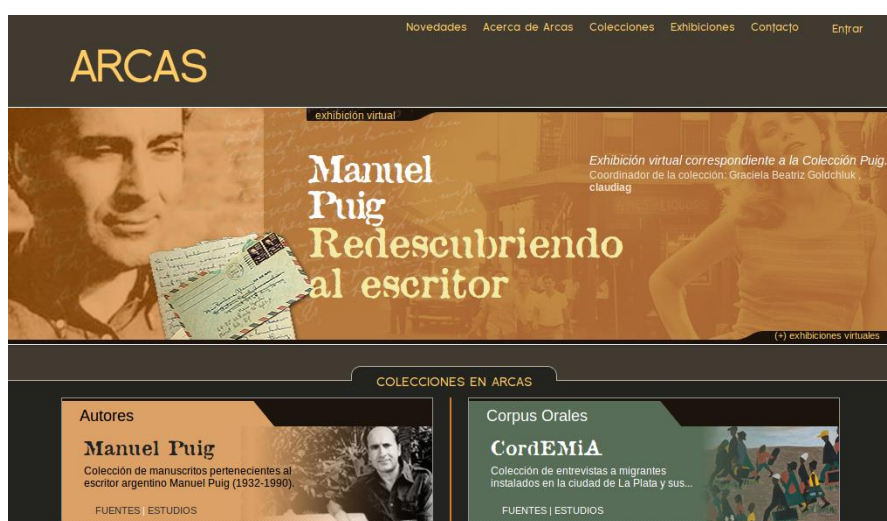 Novedades Acerca de Arcas Colecciones Exhibiciones Contacto Entrar
ARCAS
exhibición virtual
Manuel
Puig
Redescubriendo
al escritor
Exhibición virtual correspondiente a la Colección Puig.
Coordinador de la colección: Graciela Beatriz Goldchluk ,
claudiag
(+) exhibiciones virtuales
COLECCIONES EN ARCAS
Autores
Manuel Puig
Colección de manuscritos pertenecientes al
escritor argentino Manuel Puig (1932-1990).
FUENTES | ESTUDIOS
Corpus Orales
CordEMiA
Colección de entrevistas a migrantes
instalados en la ciudad de La Plata y sus...
FUENTES | ESTUDIOS